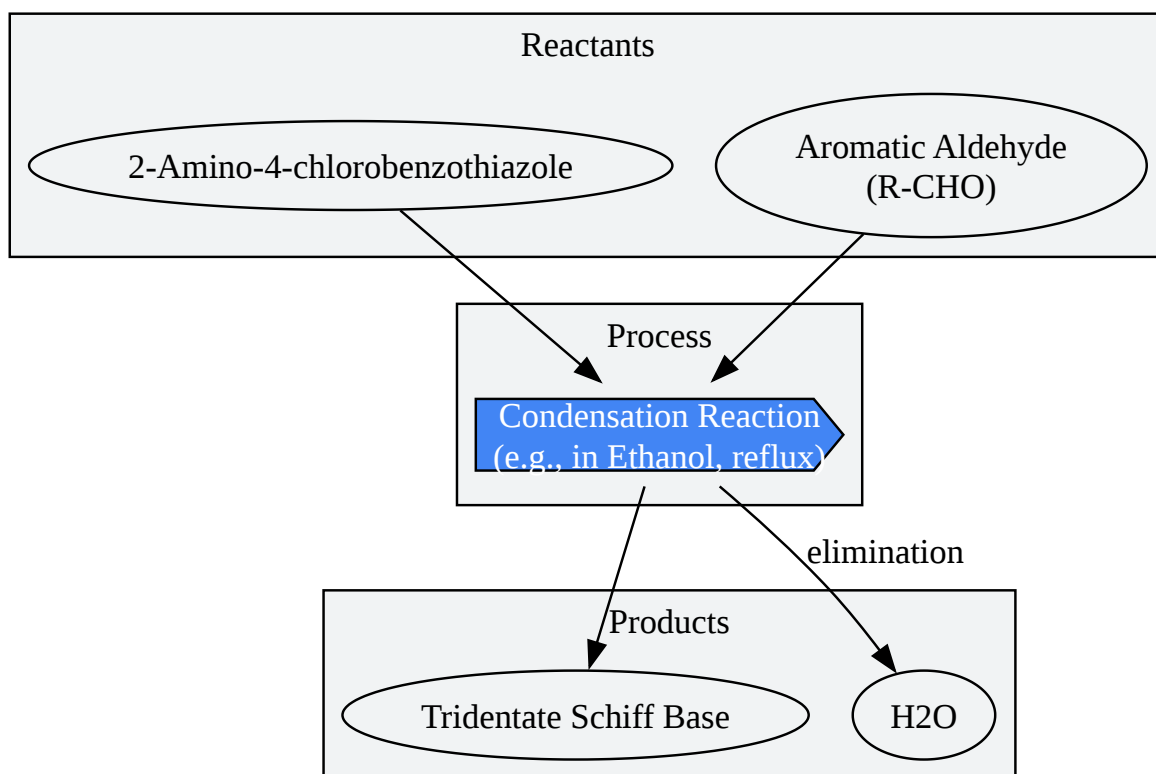 Reactants
2-Amino-4-chlorobenzothiazole
Aromatic Aldehyde
(R-CHO)
Process
Condensation Reaction
(e.g., in Ethanol, reflux)
elimination
Products
Tridentate Schiff Base
H2O